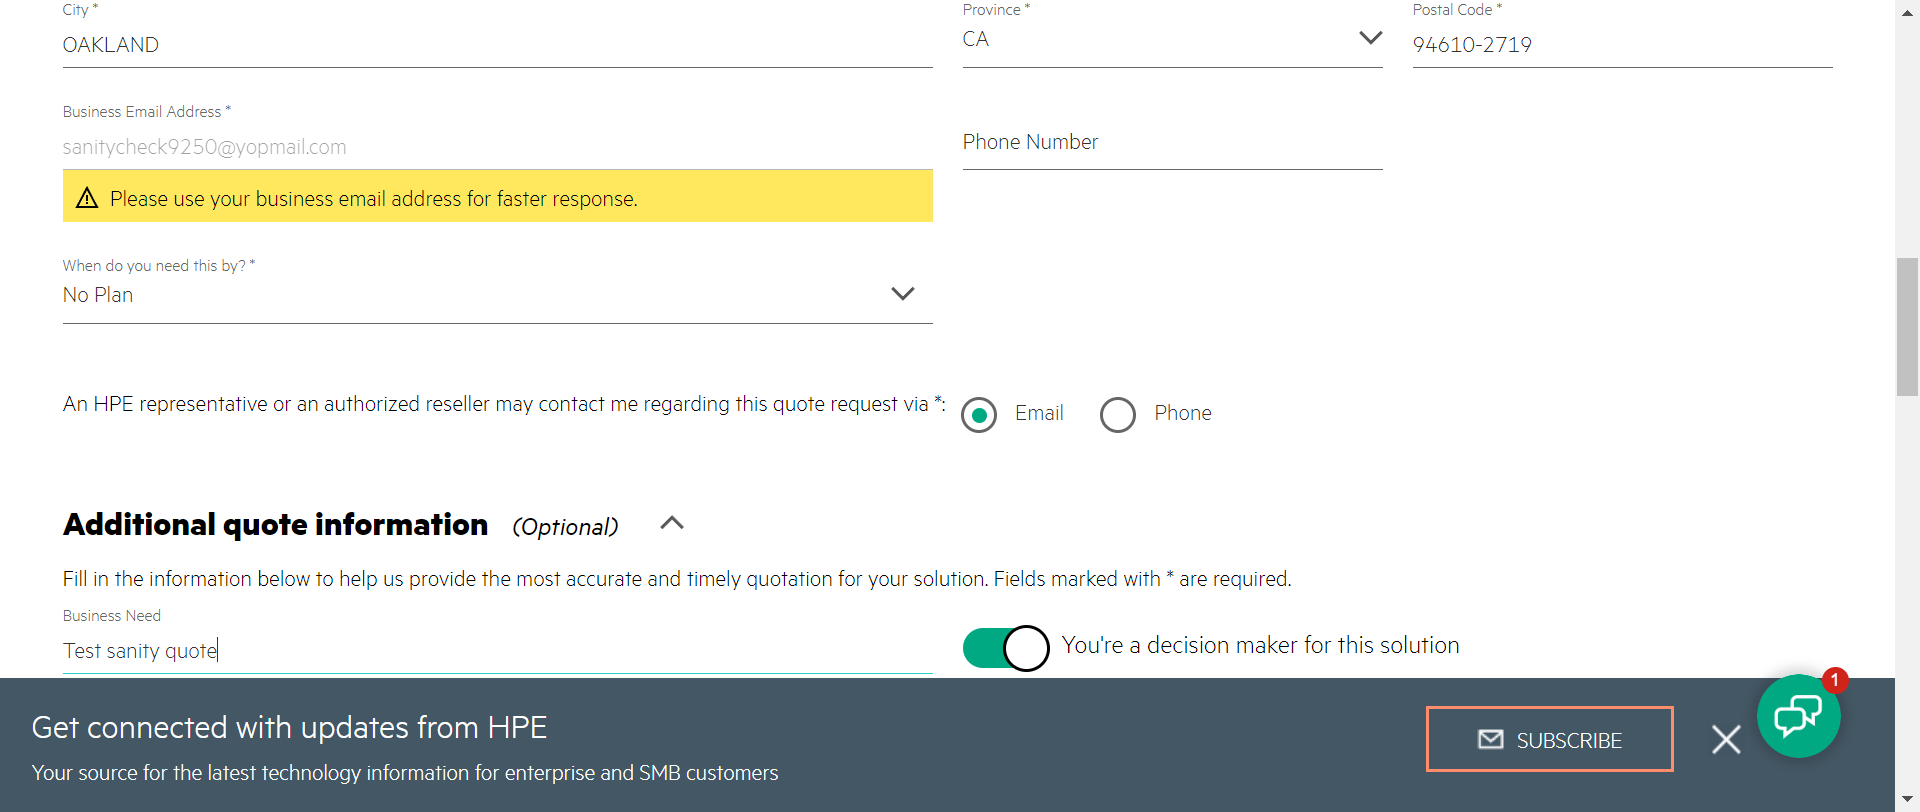 City *
OAKLAND
Province *
CA
Postal Code *
94610-2719
Business Email Address *
sanitycheck9250@yopmail.com
Phone Number
Please use your business email address for faster response.
When do you need this by? *
No Plan
An HPE representative or an authorized reseller may contact me regarding this quote request via *:
Email
Phone
Additional quote information (Optional)
Fill in the information below to help us provide the most accurate and timely quotation for your solution. Fields marked with * are required.
Business Need
Test sanity quote
You're a decision maker for this solution
Get connected with updates from HPE
Your source for the latest technology information for enterprise and SMB customers
SUBSCRIBE
1